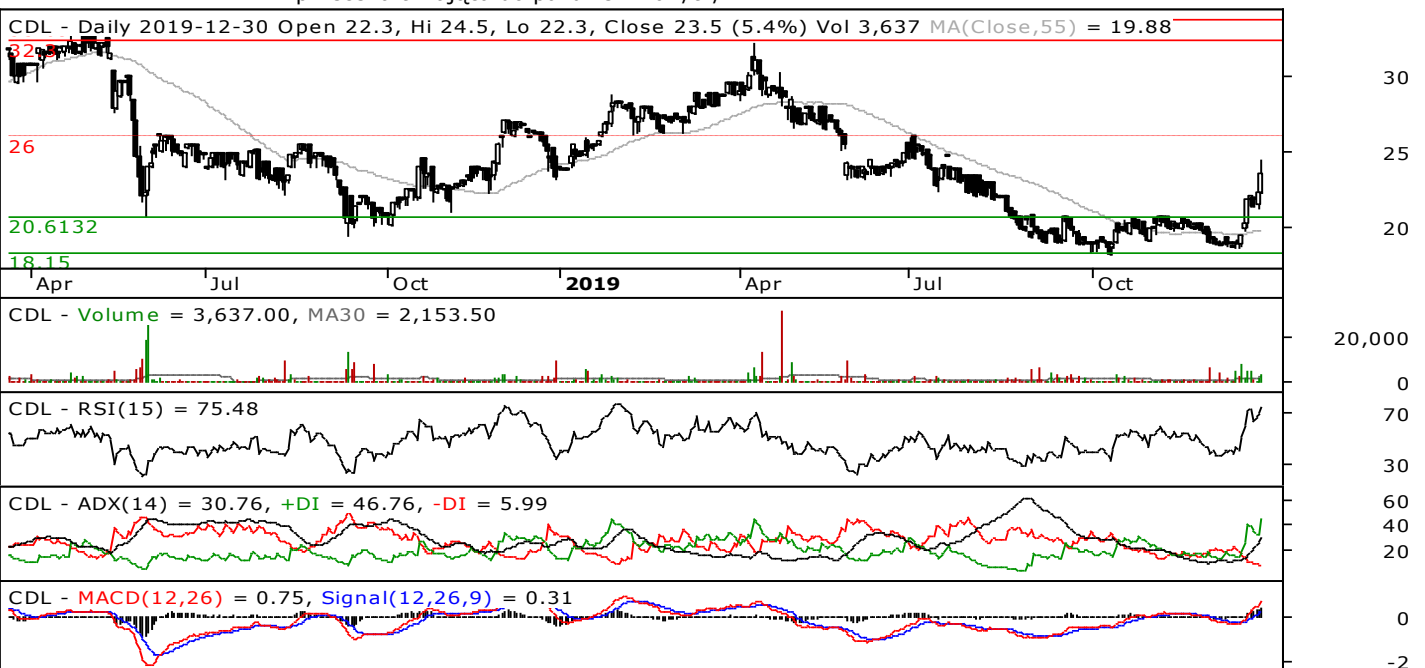 CDL - Daily 2019-12-30 Open 22.3, Hi 24.5, Lo 22.3, Close 23.5 (5.4%) Vol 3,637 MA(Close,55) = 19.88
32.3
30
26
25
20.6132
20
18.15
Apr Jul Oct 2019 Apr Jul Oct
CDL - Volume = 3,637.00, MA30 = 2,153.50
20,000
0
CDL - RSI(15) = 75.48
70
30
CDL - ADX(14) = 30.76, +DI = 46.76, -DI = 5.99
60
40
20
CDL - MACD(12,26) = 0.75, Signal(12,26,9) = 0.31
0
-2